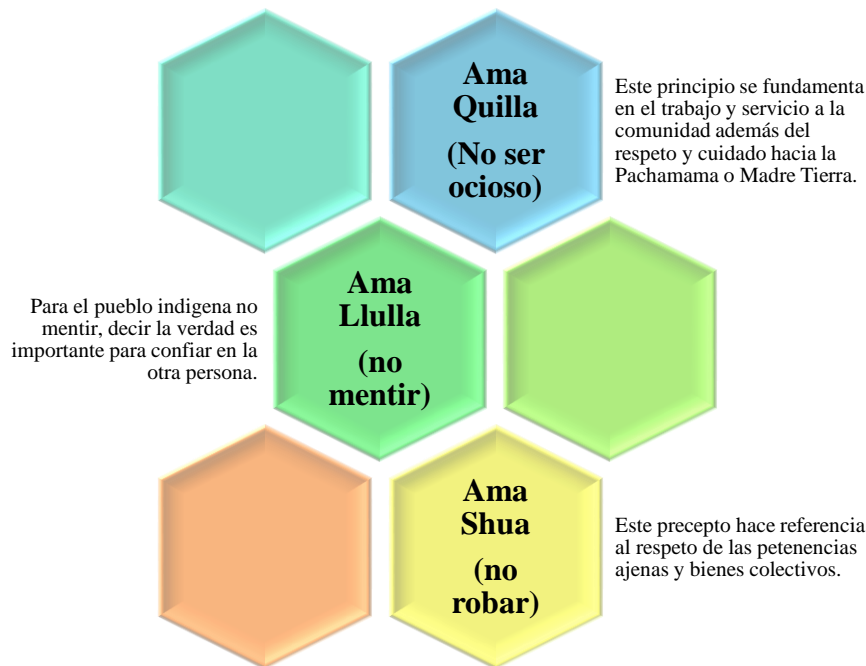 Ama
Quilla
(No ser
ocioso)
Este principio se fundamenta
en el trabajo y servicio a la
comunidad además del
respeto y cuidado hacia la
Pachamama o Madre Tierra.
Para el pueblo indigena no
mentir, decir la verdad es
importante para confiar en la
otra persona.
Ama
Llulla
(no
mentir)
Ama
Shua
(no
robar)
Este precepto hace referencia
al respeto de las petenencias
ajenas y bienes colectivos.